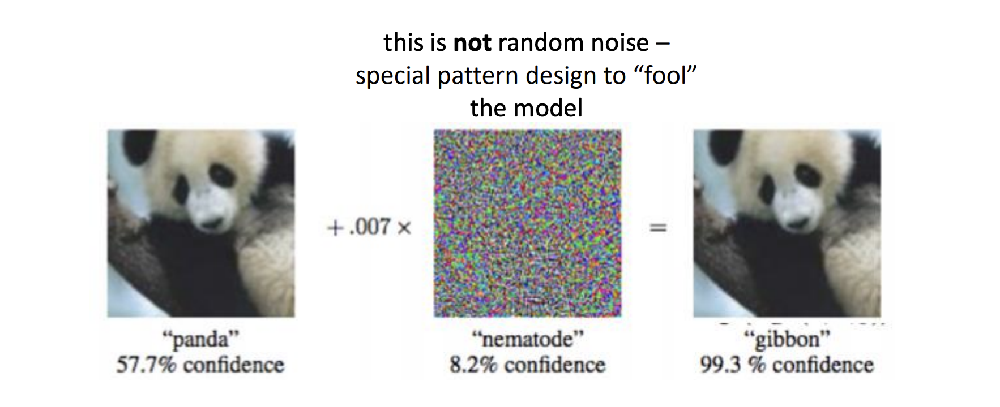 this is not random noise –
special pattern design to “fool”
the model
+ .007 ×
=
“panda”
57.7% confidence
“nematode”
8.2% confidence
“gibbon”
99.3 % confidence